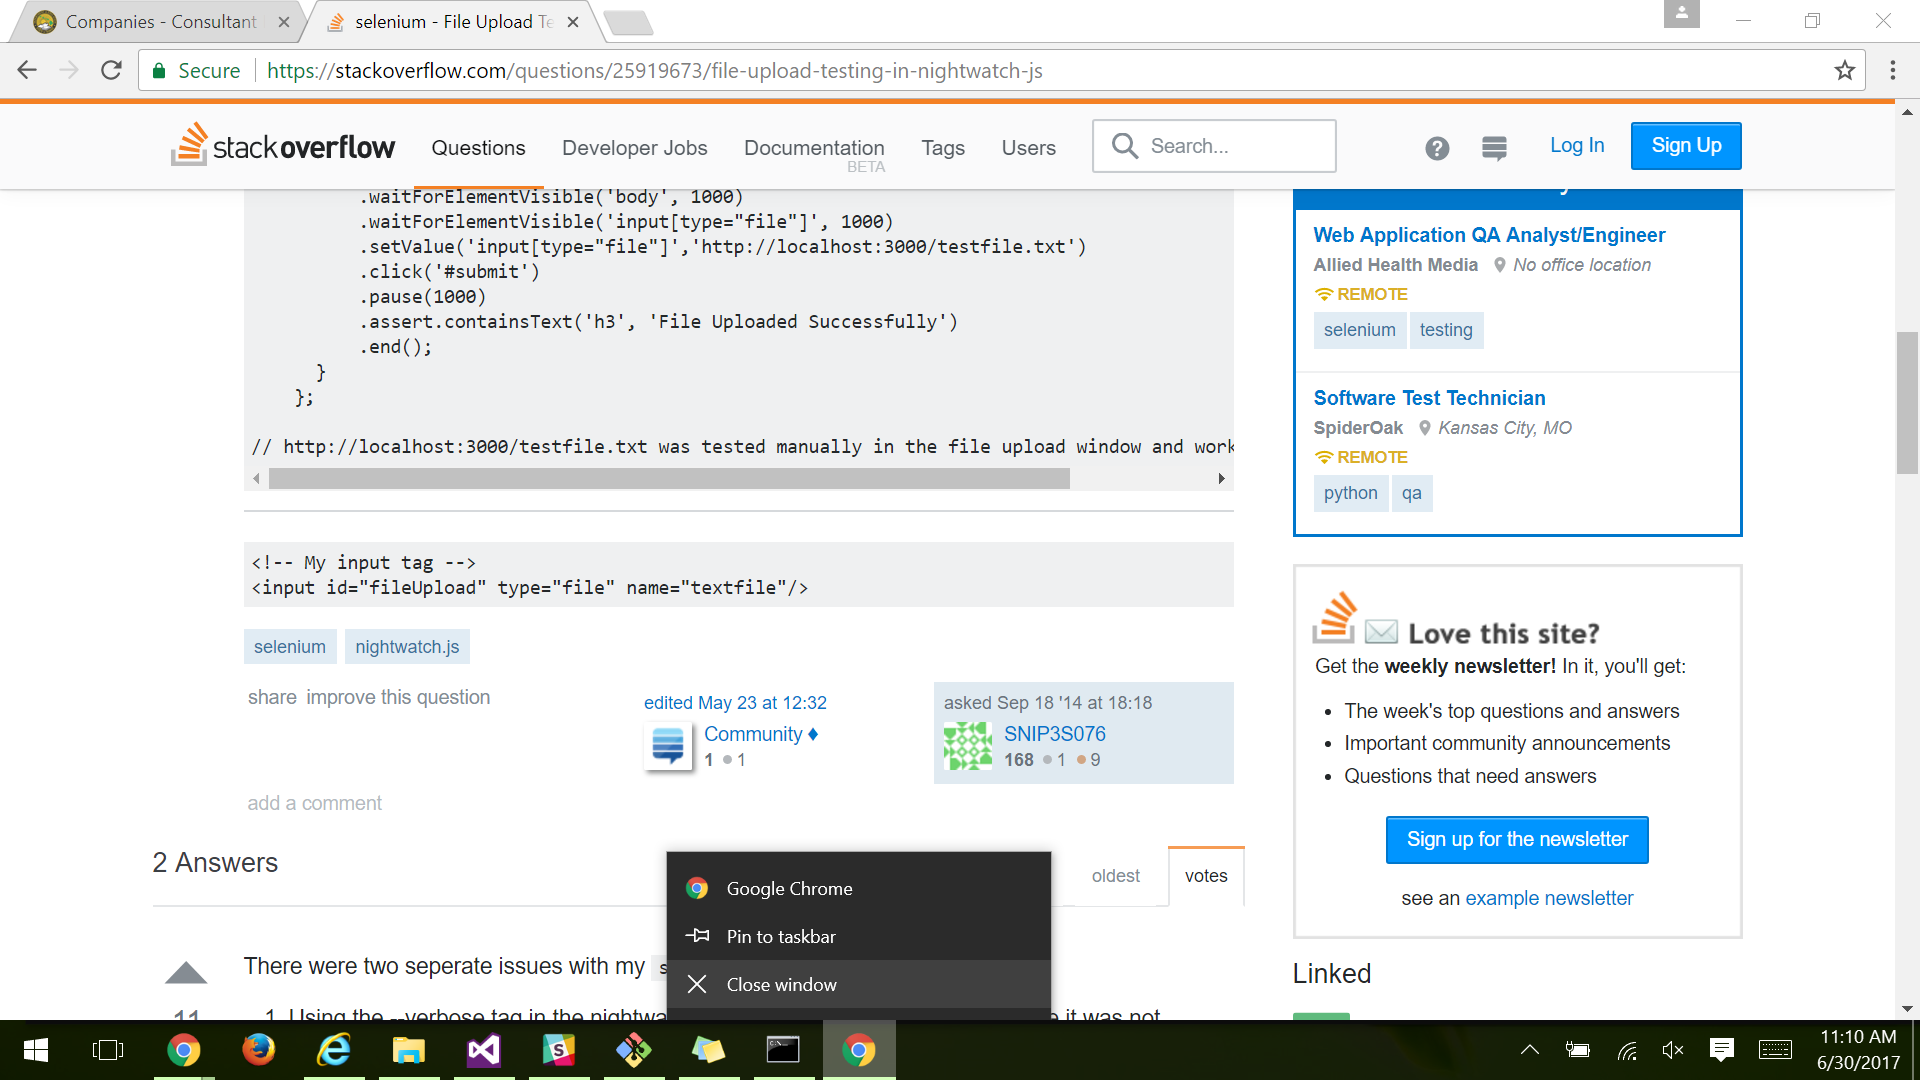 Companies - Consultant
selenium - File Upload Te
Secure
https://stackoverflow.com/questions/25919673/file-upload-testing-in-nightwatch-js
stackoverflow
Questions
Developer Jobs
Documentation
BETA
Tags
Users
Search...
Log In
Sign Up
.waitForElementVisible('body', 1000)
.waitForElementVisible('input[type="file"]', 1000)
.setValue('input[type="file"]','http://localhost:3000/testfile.txt')
.click('#submit')
.pause(1000)
.assert.containsText('h3', 'File Uploaded Successfully')
.end();
}
};
// http://localhost:3000/testfile.txt was tested manually in the file upload window and work
<!-- My input tag -->
<input id="fileUpload" type="file" name="textfile"/>
selenium
nightwatch.js
share improve this question
edited May 23 at 12:32
Community ♦
1 ●1
asked Sep 18 '14 at 18:18
SNIP3S076
168 ●1 ●9
add a comment
2 Answers
oldest
votes
There were two seperate issues with my s
11
1. Using the --verbose tag in the nightwa
e it was not
Google Chrome
Pin to taskbar
Close window
Web Application QA Analyst/Engineer
Allied Health Media No office location
REMOTE
selenium testing
Software Test Technician
SpiderOak Kansas City, MO
REMOTE
python qa
Love this site?
Get the weekly newsletter! In it, you'll get:
• The week's top questions and answers
• Important community announcements
• Questions that need answers
Sign up for the newsletter
see an example newsletter
Linked
11:10 AM
6/30/2017